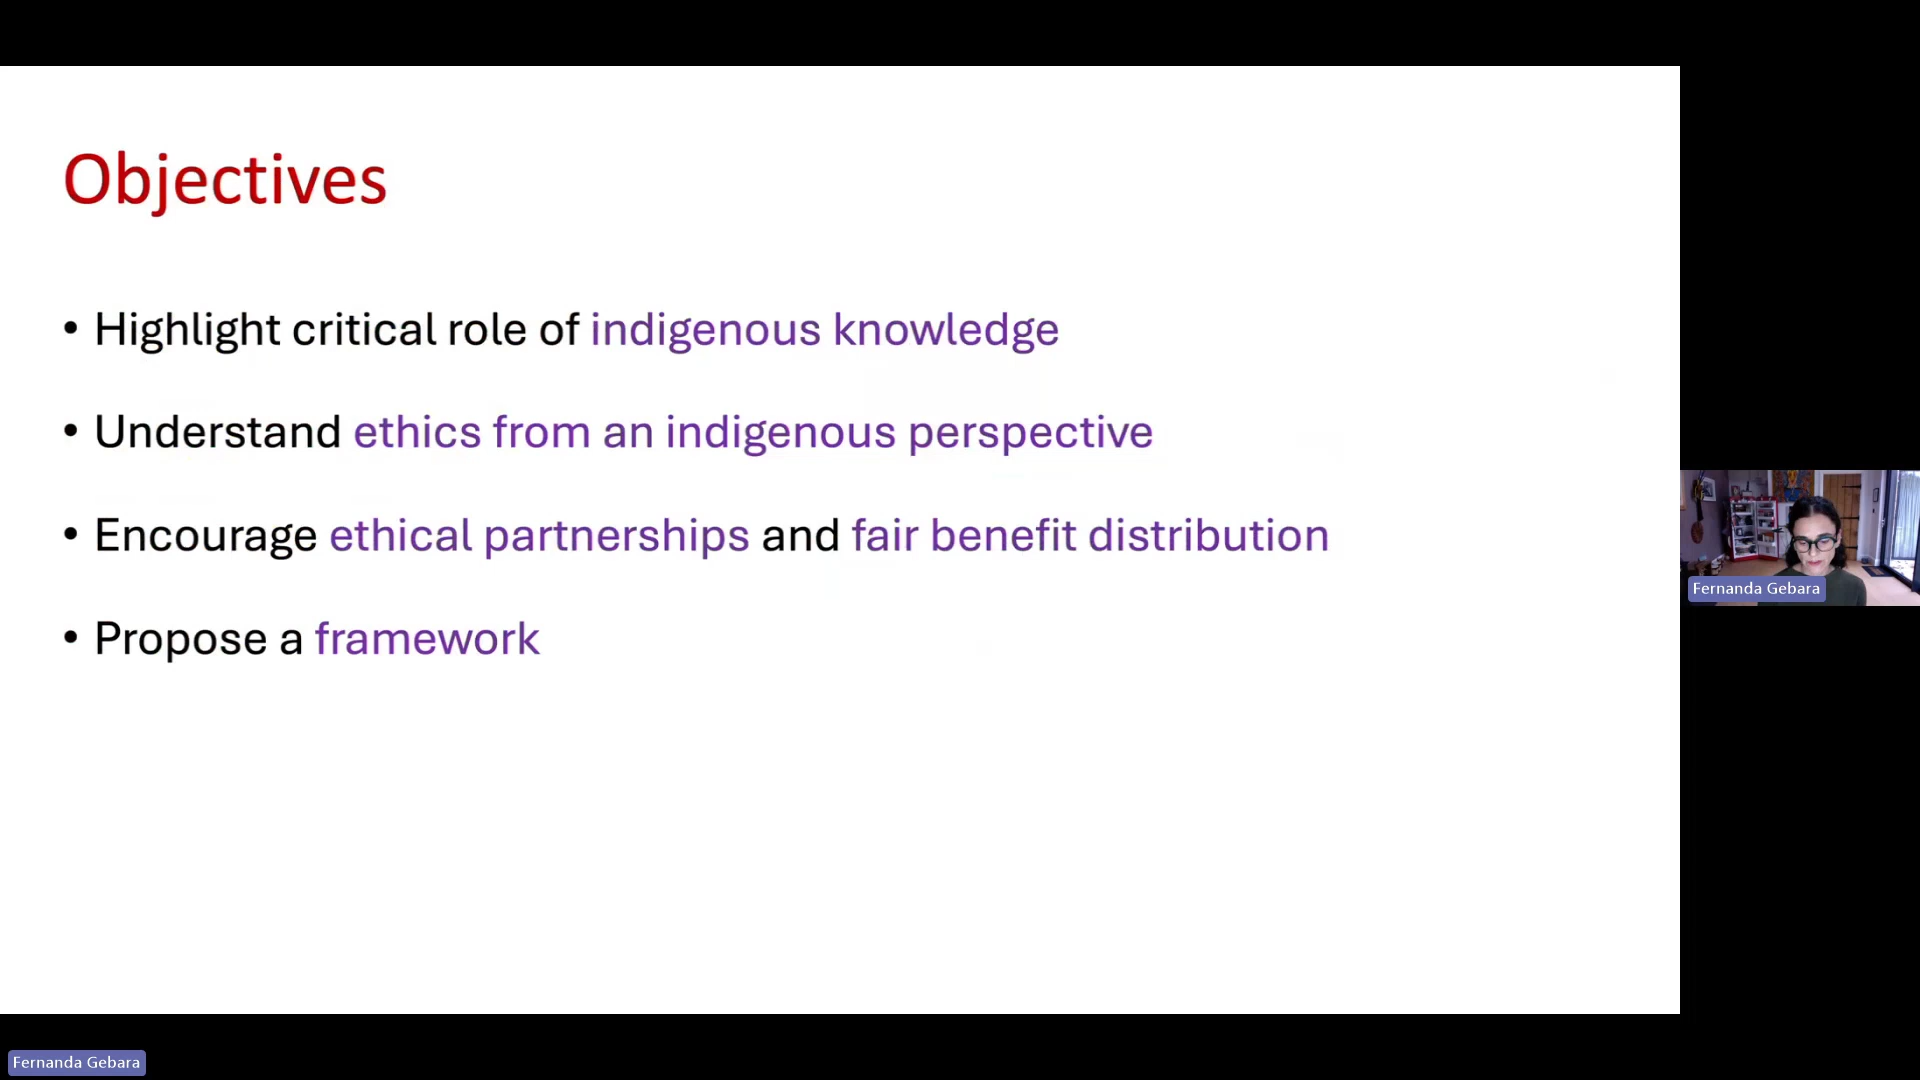 Objectives
• Highlight critical role of indigenous knowledge
• Understand ethics from an indigenous perspective
• Encourage ethical partnerships and fair benefit distribution
• Propose a framework
Fernanda Gebara
Fernanda Gebara